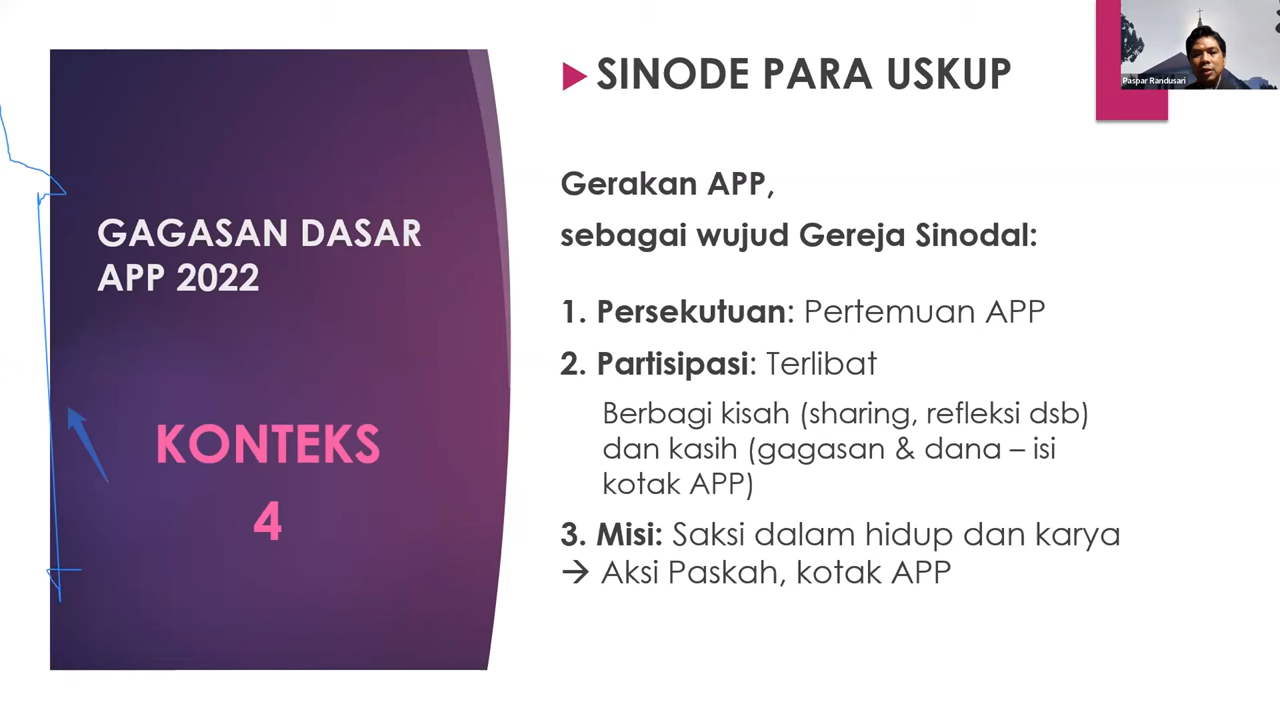 GAGASAN DASAR
APP 2022
KONTEKS
4
SINODE PARA USKUP
Gerakan APP,
sebagai wujud Gereja Sinodal:
1. Persekutuan: Pertemuan APP
2. Partisipasi: Terlibat
Berbagi kisah (sharing, refleksi dsb)
dan kasih (gagasan & dana – isi
kotak APP)
3. Misi: Saksi dalam hidup dan karya
→ Aksi Paskah, kotak APP
Paspar Randusari